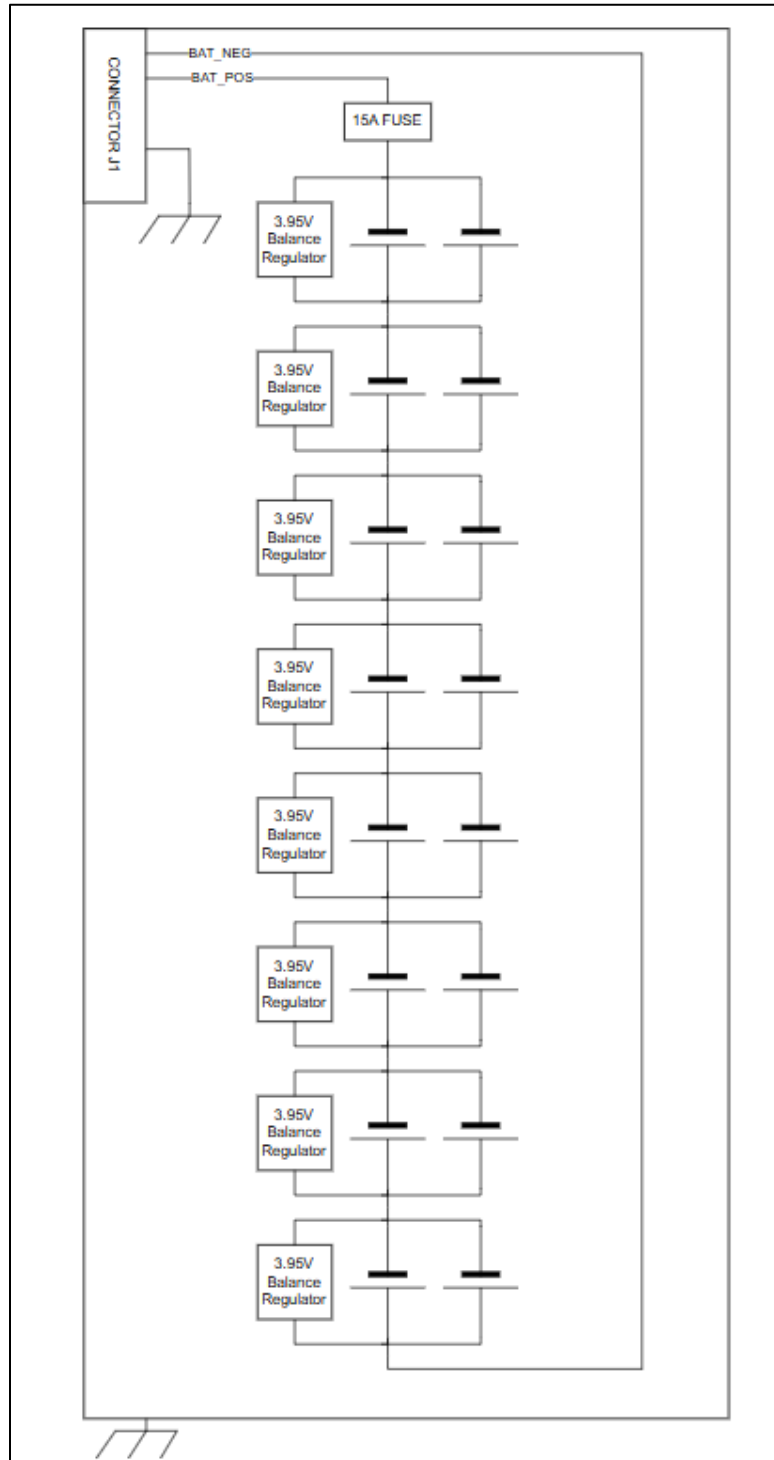 CONNECTOR J1
BAT_NEG
BAT_POS
15A FUSE
3.95V
Balance
Regulator
3.95V
Balance
Regulator
3.95V
Balance
Regulator
3.95V
Balance
Regulator
3.95V
Balance
Regulator
3.95V
Balance
Regulator
3.95V
Balance
Regulator
3.95V
Balance
Regulator